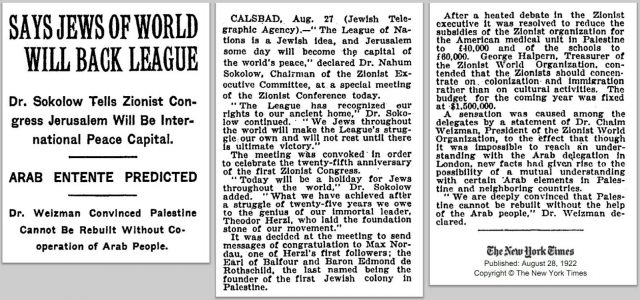 SAYS JEWS OF WORLD
WILL BACK LEAGUE
Dr. Sokolow Tells Zionist Con-
gress Jerusalem Will Be Inter-
national Peace Capital.
ARAB ENTENTE PREDICTED
Dr. Weizman Convinced Palestine
Cannot Be Rebuilt Without Co-
operation of Arab People.
CALSBAD, Aug. 27 (Jewish Tele-
graphic Agency).—"The League of Na-
tions is a Jewish idea, and Jerusalem
some day will become the capital of
the world's peace," declared Dr. Nahum
Sokolow, Chairman of the Zionist Ex-
ecutive Committee, at a special meeting
of the Zionist Conference today.
"The League has recognized our
rights to our ancient home," Dr. Soko-
low continued. "We Jews throughout
the world will make the League's strug-
gle our own and will not rest until there
is ultimate victory."
The meeting was convoked in order
to celebrate the twenty-fifth anniversary
of the first Zionist Congress.
"Today will be a holiday for Jews
throughout the world," Dr. Sokolow
added. "What we have achieved after
a struggle of twenty-five years we owe
to the genius of our immortal leader,
Theodor Herzl, who laid the foundation
stone of our movement."
It was decided at the meeting to send
messages of congratulation to Max Nor-
dau, one of Herzl's first followers; the
Earl of Balfour and Baron Edmond de
Rothschild, the last named being the
founder of the first Jewish colony in
Palestine.
After a heated debate in the Zionist
executive it was resolved to reduce the
subsidies of the Zionist organization for
the American medical unit in Palestine
to £40,000 and of the schools to
£60,000. George Halpern, Treasurer of
the Zionist World Organization, con-
tended that the Zionists should concen-
trate on colonization and immigration
rather than on cultural activities. The
budget for the coming year was fixed
at $1,500,000.
A sensation was caused among the
delegates by a statement of Dr. Chaim
Weizman, President of the Zionist World
Organization, to the effect that though
it was impossible to reach an under-
standing with the Arab delegation in
London, new facts had given rise to the
possibility of a mutual understanding
with certain Arab elements in Pales-
tine and neighboring countries.
"We are deeply convinced that Pales-
tine cannot be rebuilt without the help
of the Arab people," Dr. Weizman de-
clared.
The New York Times
Published: August 28, 1922
Copyright © The New York Times